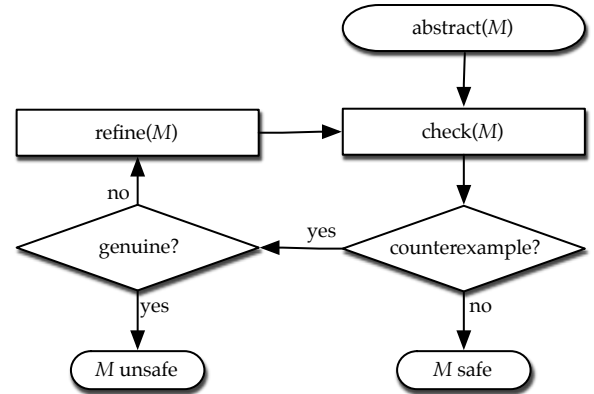 abstract(M)
refine(M)
check(M)
no
yes
genuine?
counterexample?
yes
no
M unsafe
M safe